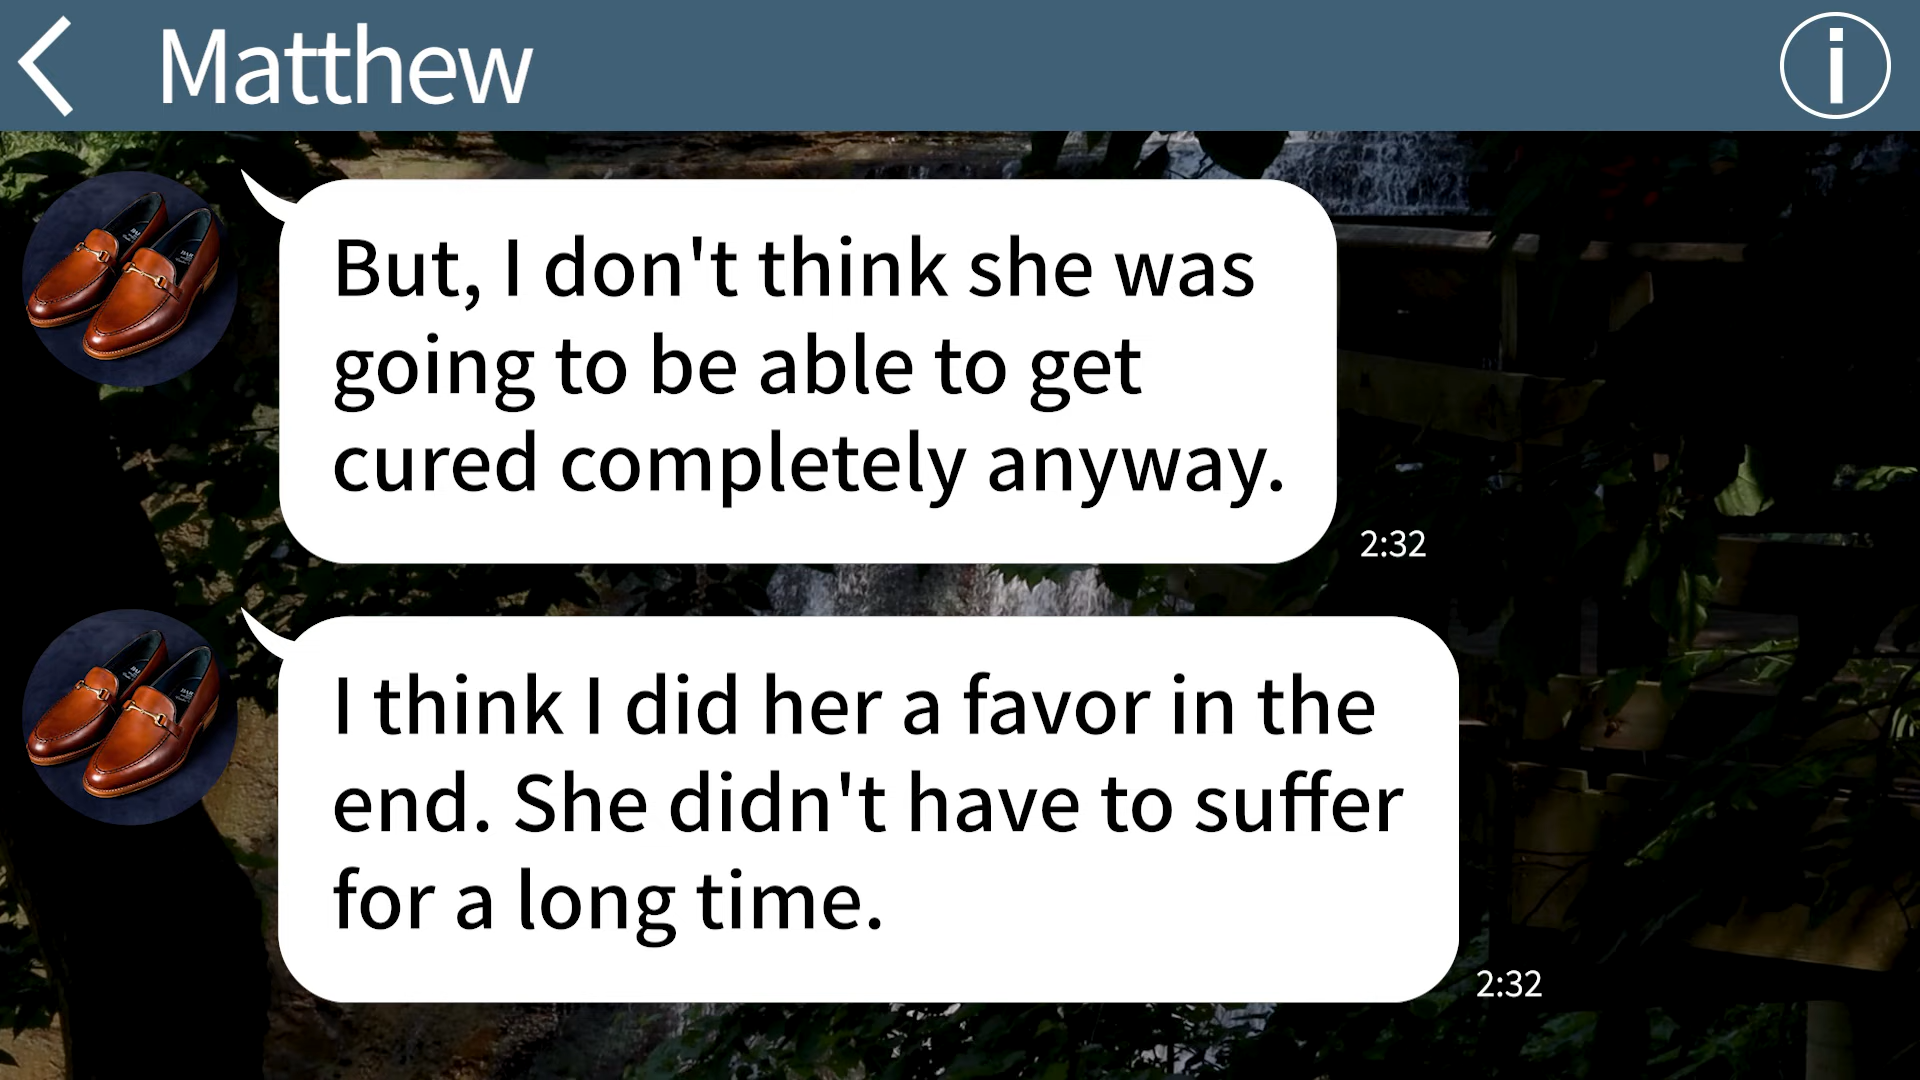 Matthew
i
But, I don't think she was
going to be able to get
cured completely anyway.
2:32
I think I did her a favor in the
end. She didn't have to suffer
for a long time.
2:32